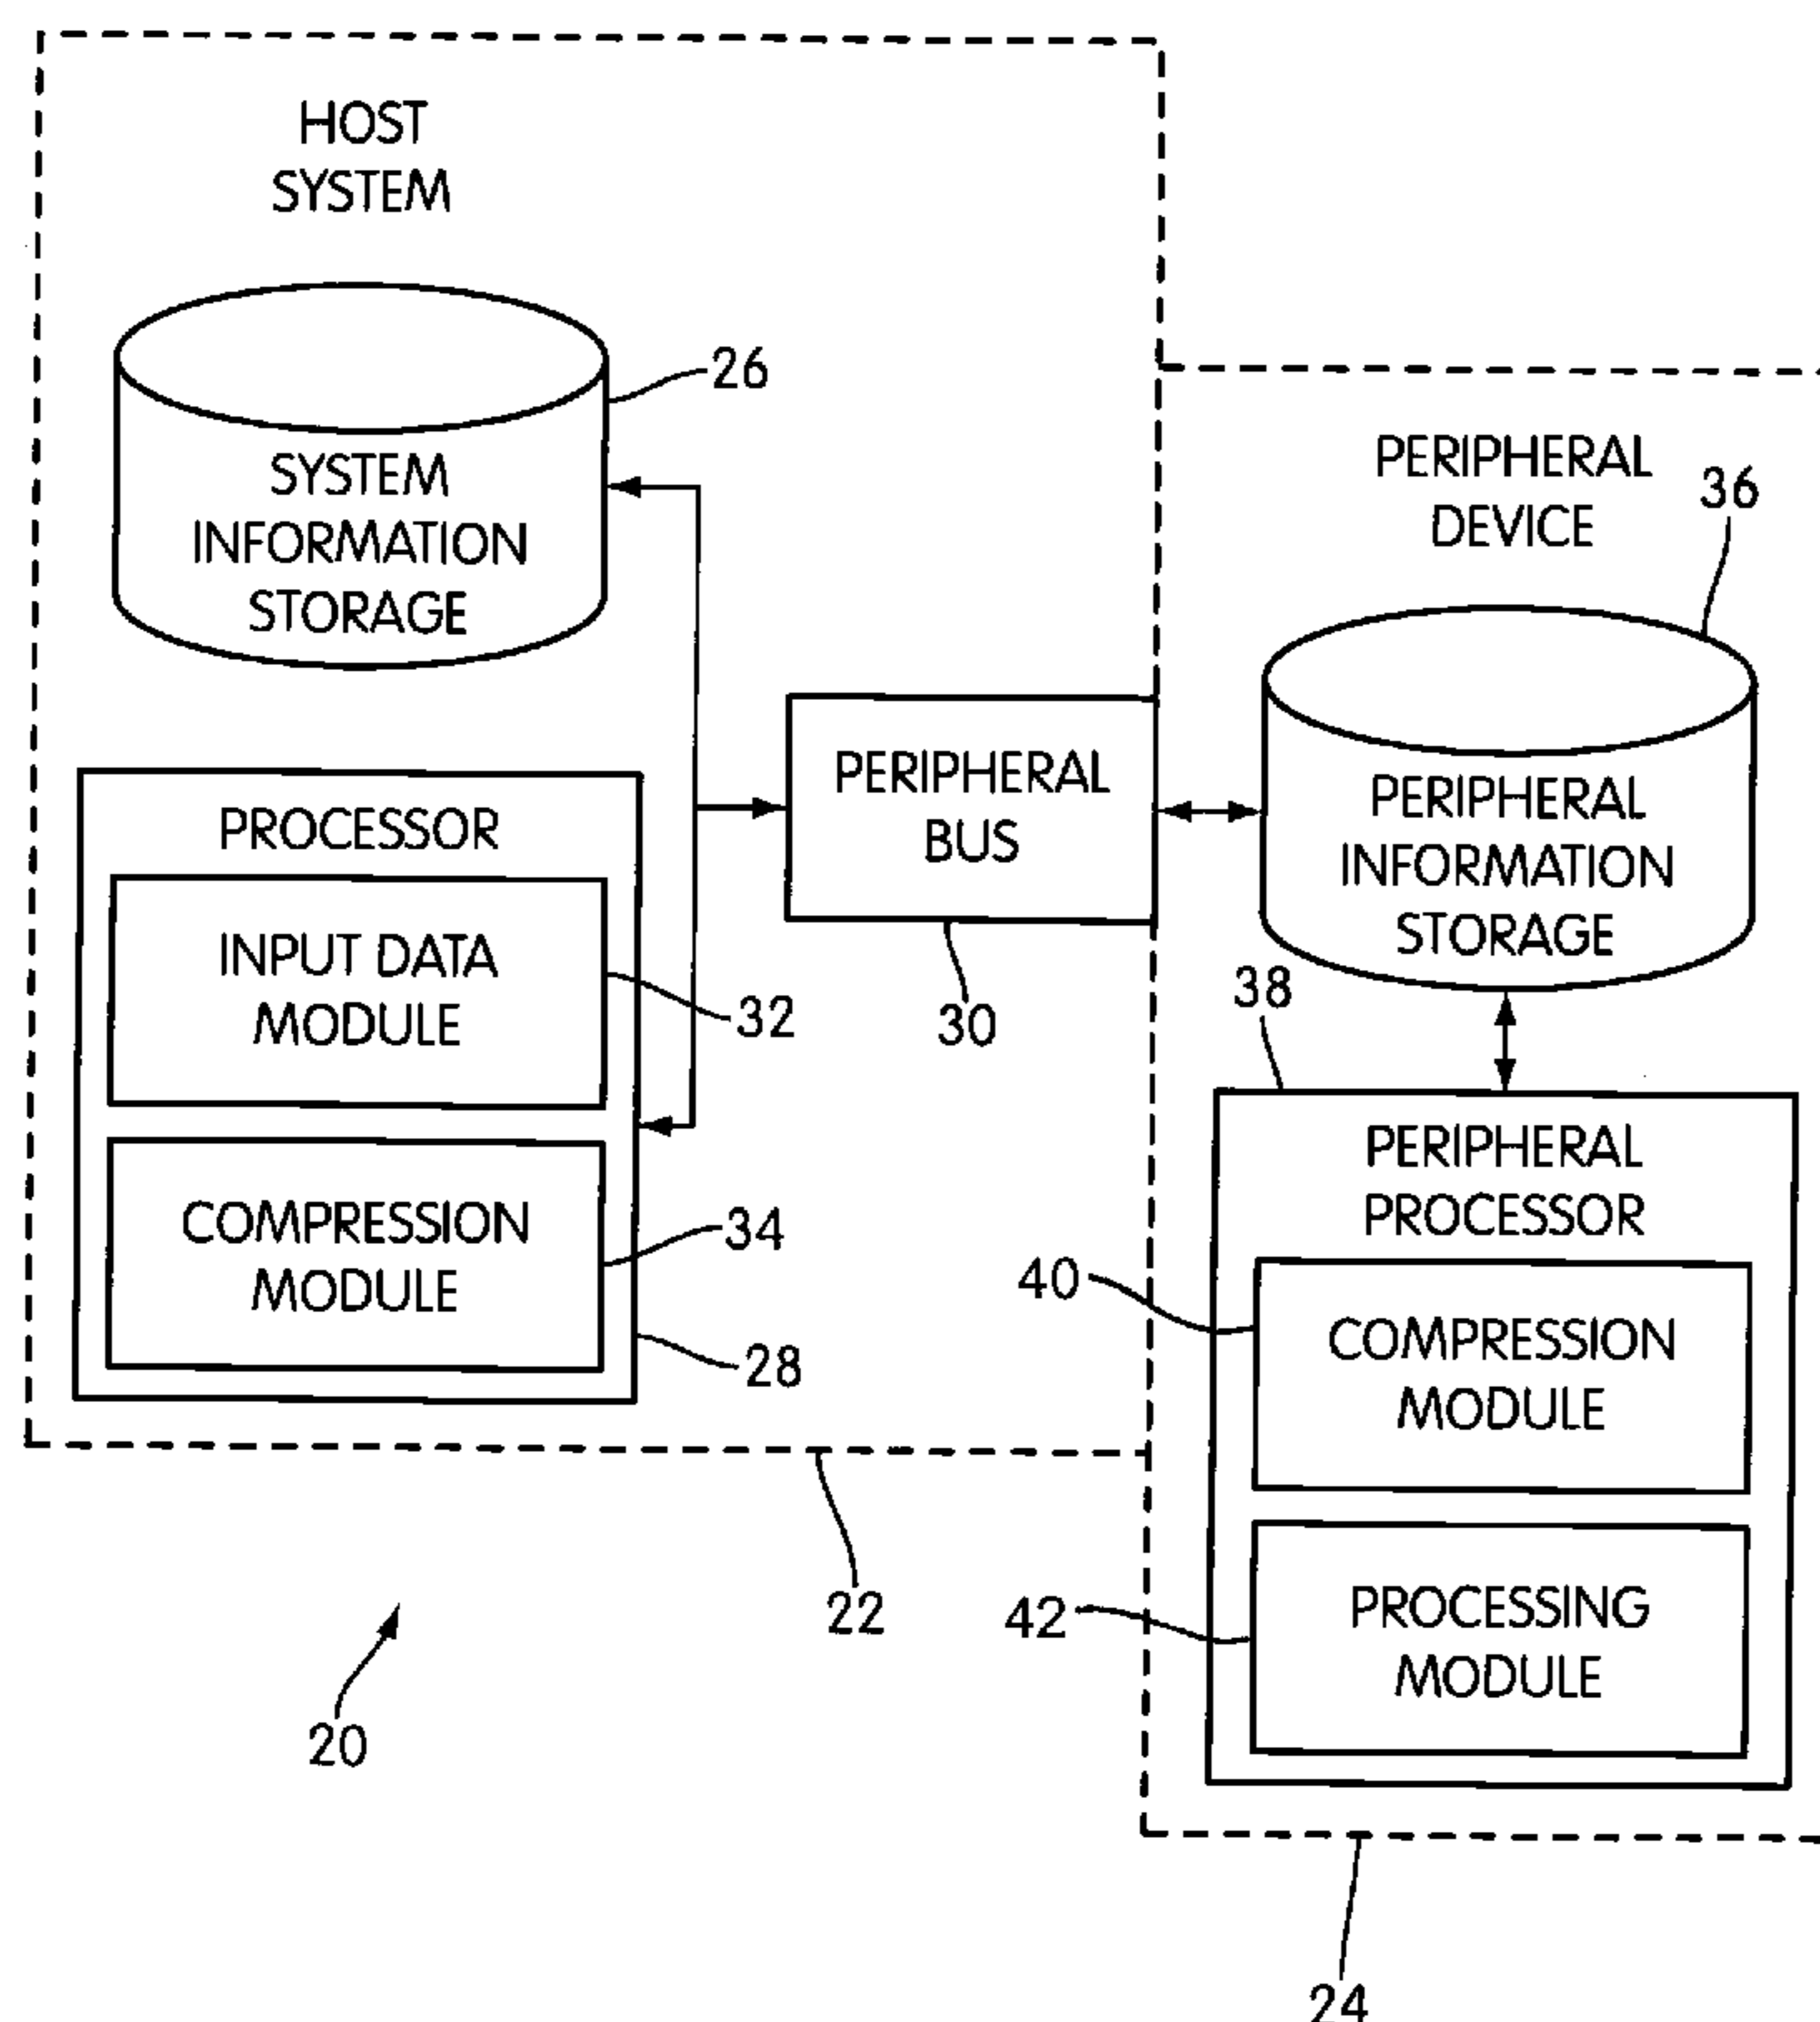 HOST
SYSTEM
26
SYSTEM
INFORMATION
STORAGE
PROCESSOR
INPUT DATA
MODULE
32
COMPRESSION
MODULE
34
28
PERIPHERAL
BUS
30
22
20
PERIPHERAL
DEVICE
36
PERIPHERAL
INFORMATION
STORAGE
38
PERIPHERAL
PROCESSOR
40
COMPRESSION
MODULE
42
PROCESSING
MODULE
24